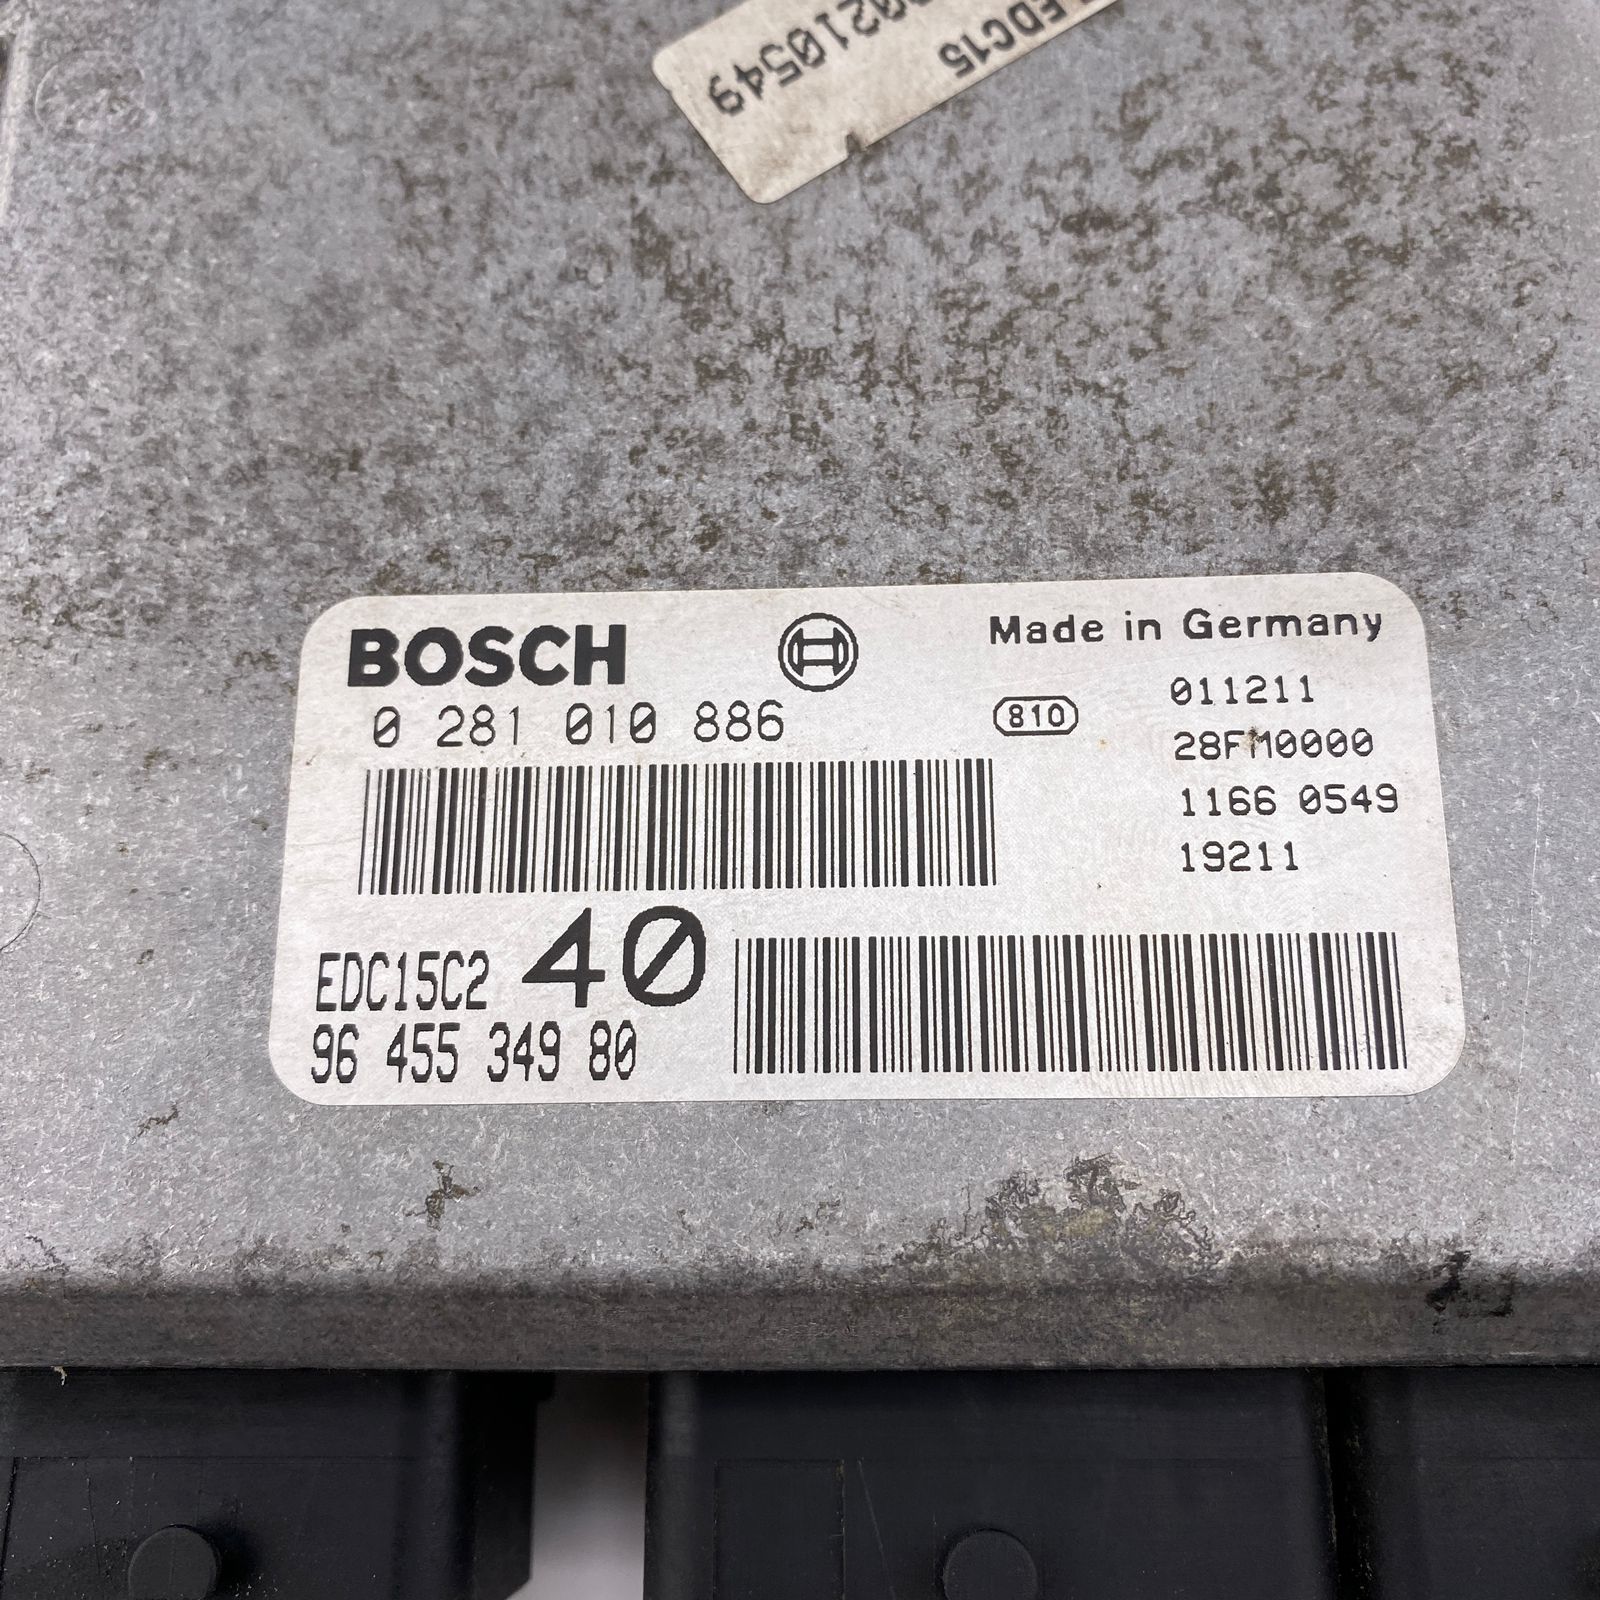 EDC15
00210549
BOSCH
Made in Germany
0 281 010 886
810
011211
28FM0000
1166 0549
19211
EDC15C2 40
96 455 349 80